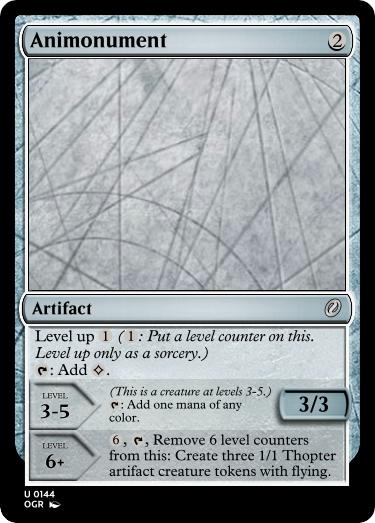 Animonument 2
Artifact
Level up 1 (1: Put a level counter on this.
Level up only as a sorcery.)
: Add .
LEVEL
3-5
(This is a creature at levels 3-5.)
: Add one mana of any
color.
3/3
LEVEL
6+
6, , Remove 6 level counters
from this: Create three 1/1 Thopter
artifact creature tokens with flying.
U 0144
OGR